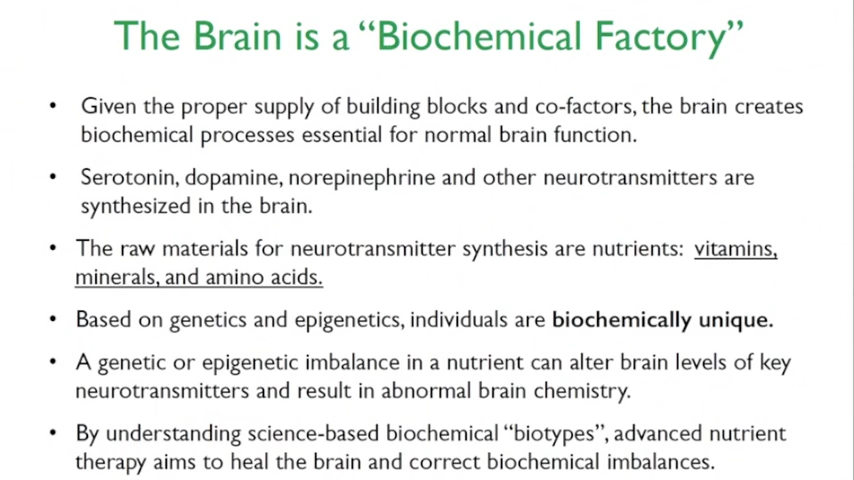 The Brain is a “Biochemical Factory”
• Given the proper supply of building blocks and co-factors, the brain creates
biochemical processes essential for normal brain function.
• Serotonin, dopamine, norepinephrine and other neurotransmitters are
synthesized in the brain.
• The raw materials for neurotransmitter synthesis are nutrients: vitamins,
minerals, and amino acids.
• Based on genetics and epigenetics, individuals are biochemically unique.
• A genetic or epigenetic imbalance in a nutrient can alter brain levels of key
neurotransmitters and result in abnormal brain chemistry.
• By understanding science-based biochemical “biotypes”, advanced nutrient
therapy aims to heal the brain and correct biochemical imbalances.